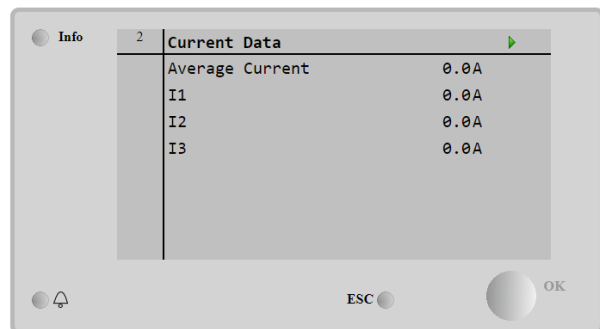 Info
2 Current Data
Average Current 0.0A
I1 0.0A
I2 0.0A
I3 0.0A
ESC
OK